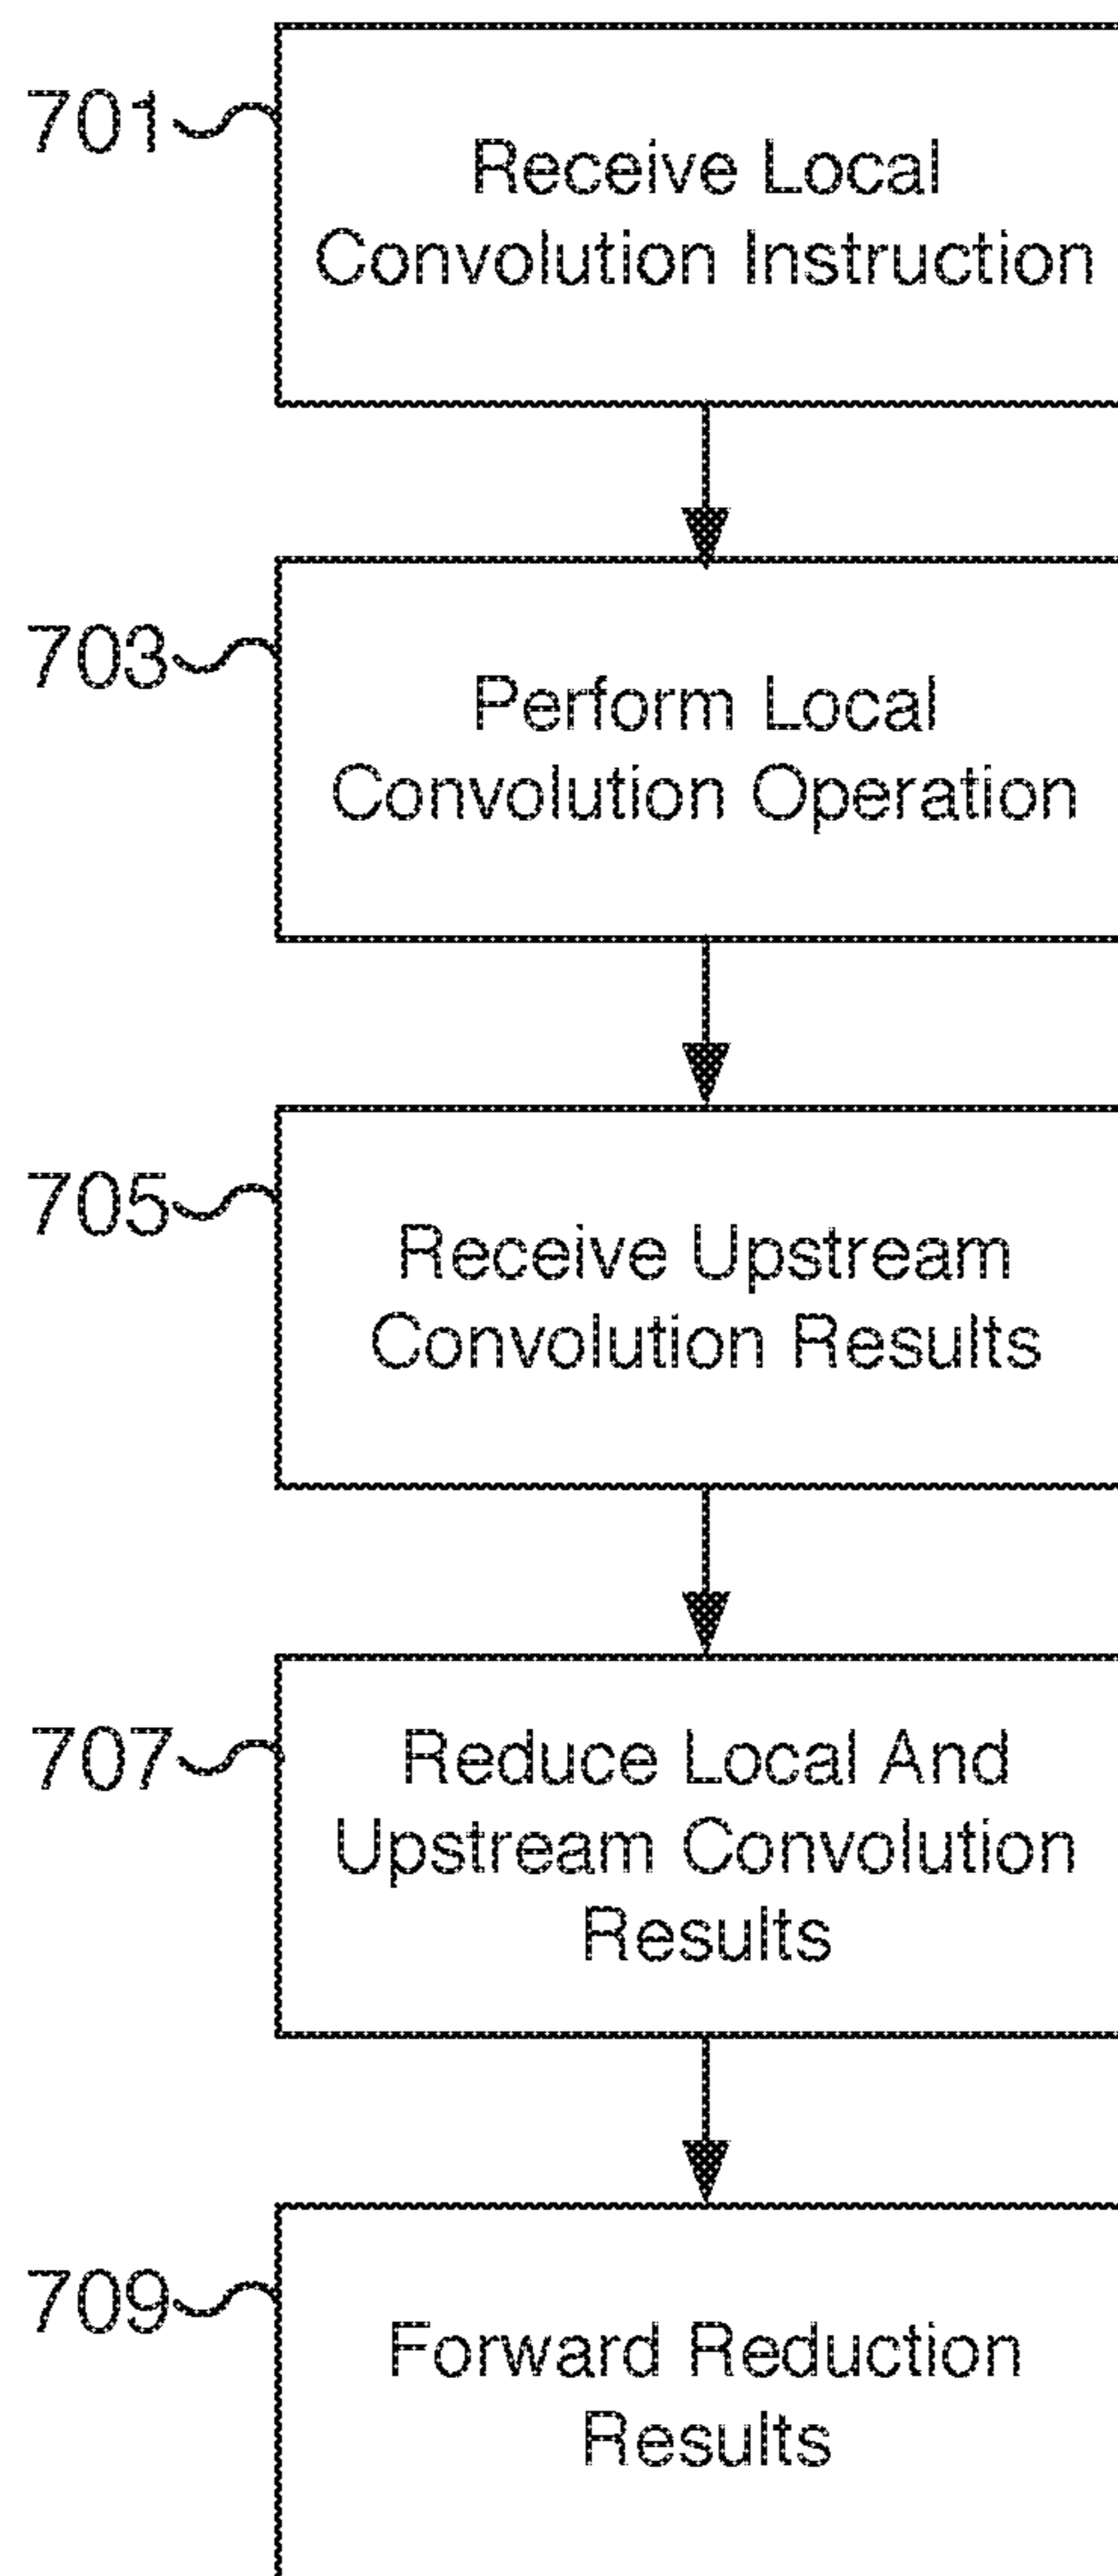 701
Receive Local
Convolution Instruction
703
Perform Local
Convolution Operation
705
Receive Upstream
Convolution Results
707
Reduce Local And
Upstream Convolution
Results
709
Forward Reduction
Results